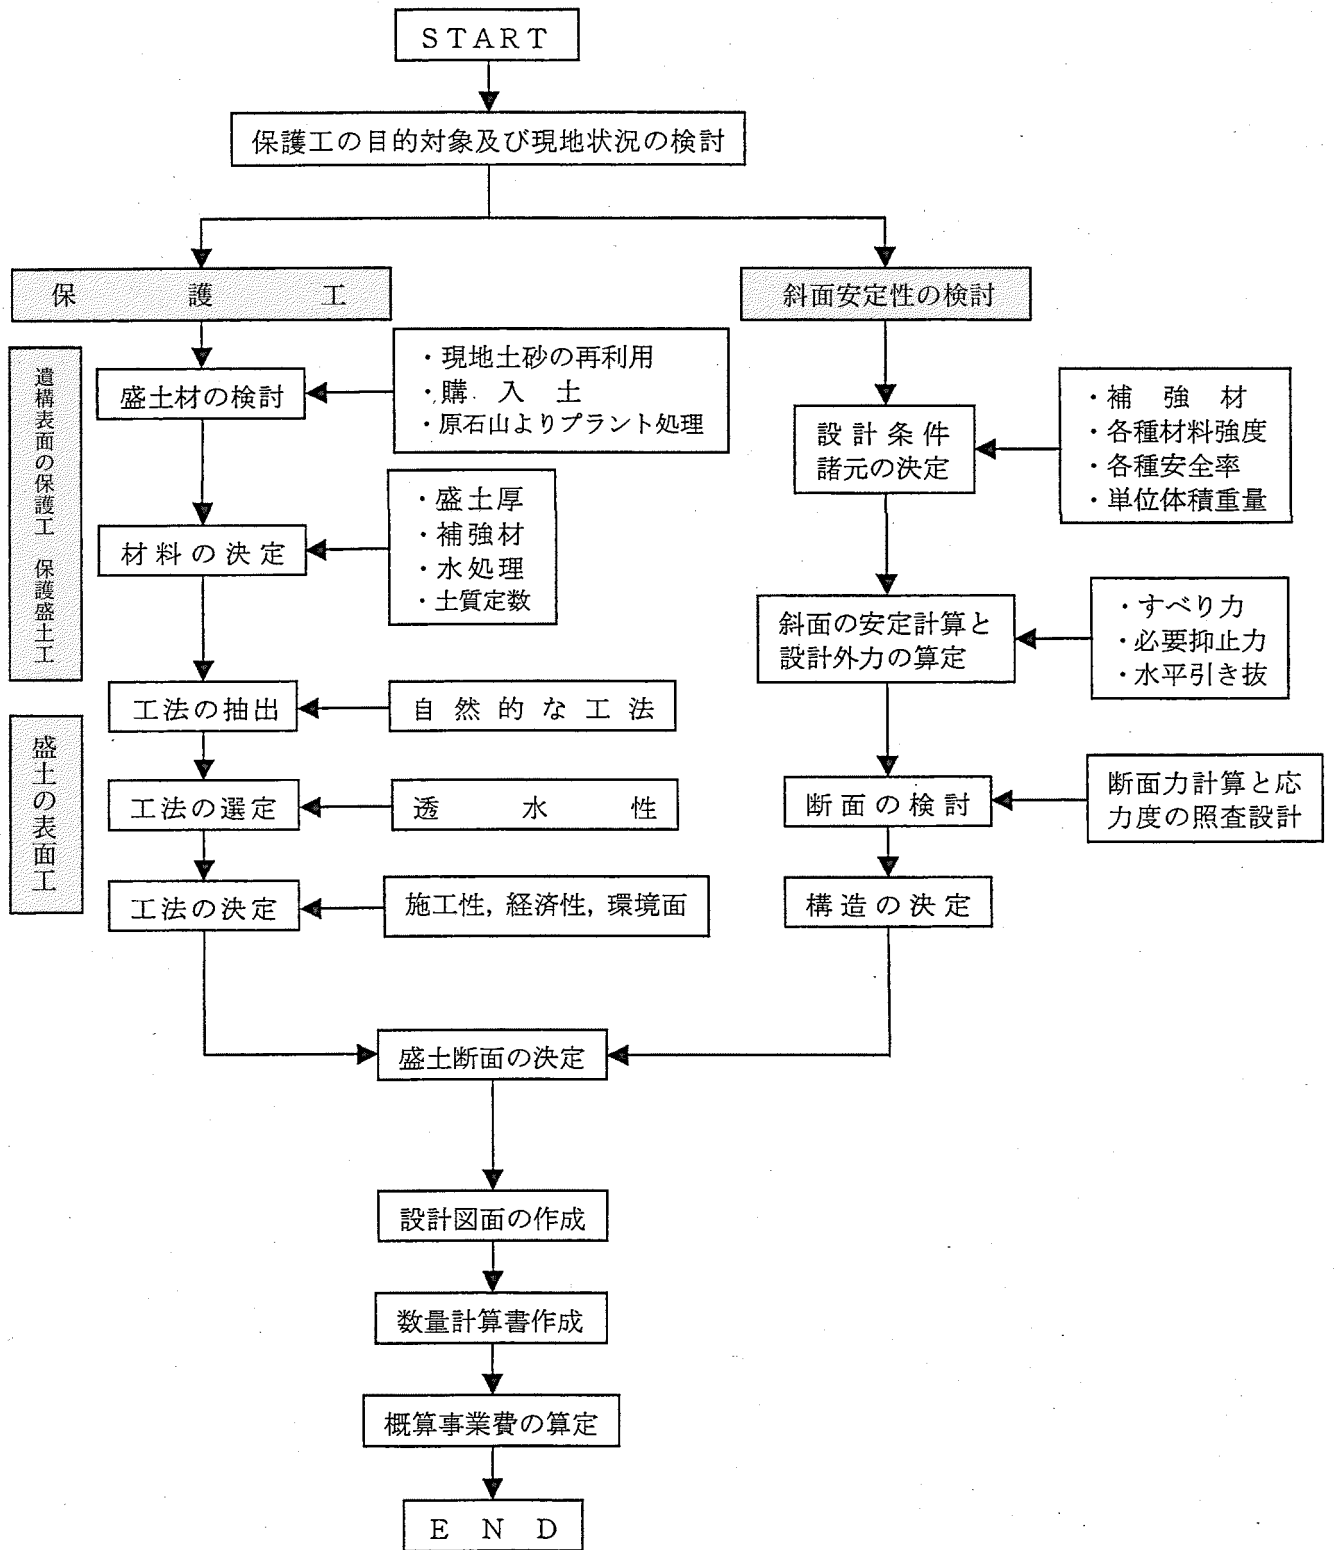 START
保護工の目的対象及び現地状況の検討
保護工
斜面安定性の検討
遺構表面の保護工 保護盛土工
盛土材の検討
・現地土砂の再利用
・購入土
・原石山よりプラント処理
材料の決定
・盛土厚
・補強材
・水処理
・土質定数
工法の抽出
自然的な工法
盛土の表面工
工法の選定
透水性
工法の決定
施工性, 経済性, 環境面
設計条件
諸元の決定
・補強材
・各種材料強度
・各種安全率
・単位体積重量
斜面の安定計算と
設計外力の算定
・すべり力
・必要抑止力
・水平引き抜
断面の検討
断面力計算と応
力度の照査設計
構造の決定
盛土断面の決定
設計図面の作成
数量計算書作成
概算事業費の算定
END